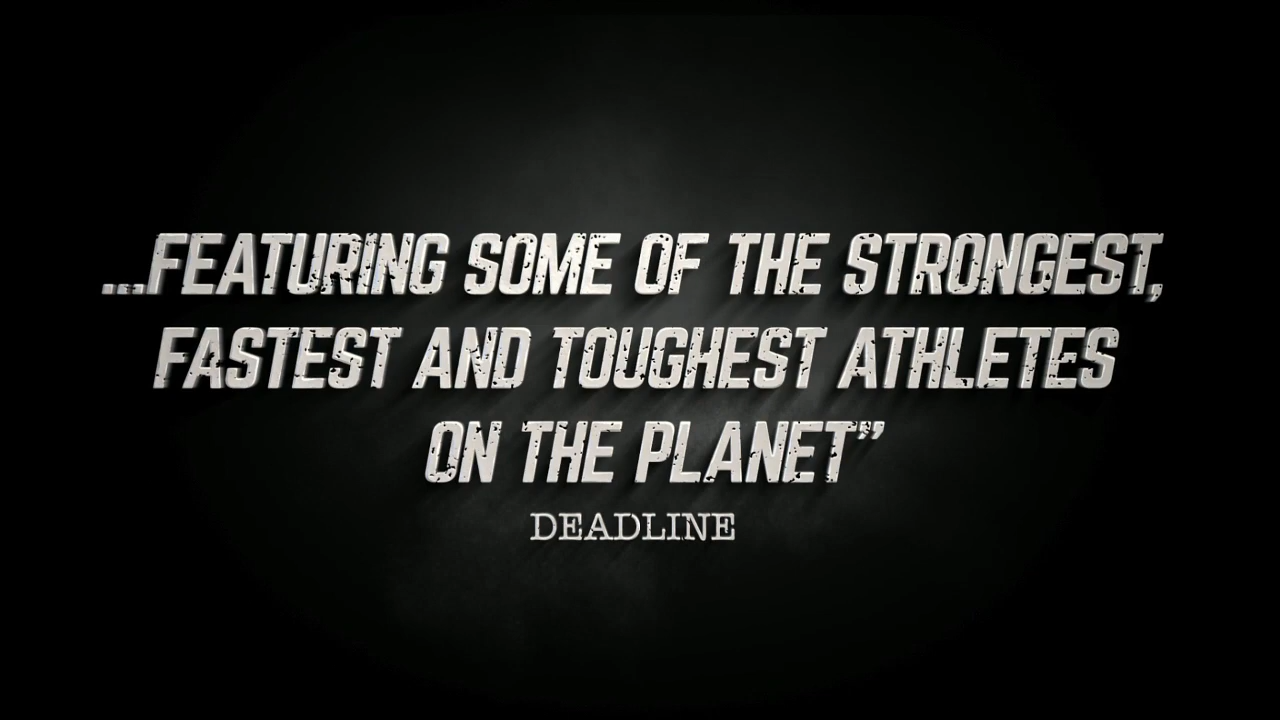 ...FEATURING SOME OF THE STRONGEST,
FASTEST AND TOUGHEST ATHLETES
ON THE PLANET”
DEADLINE